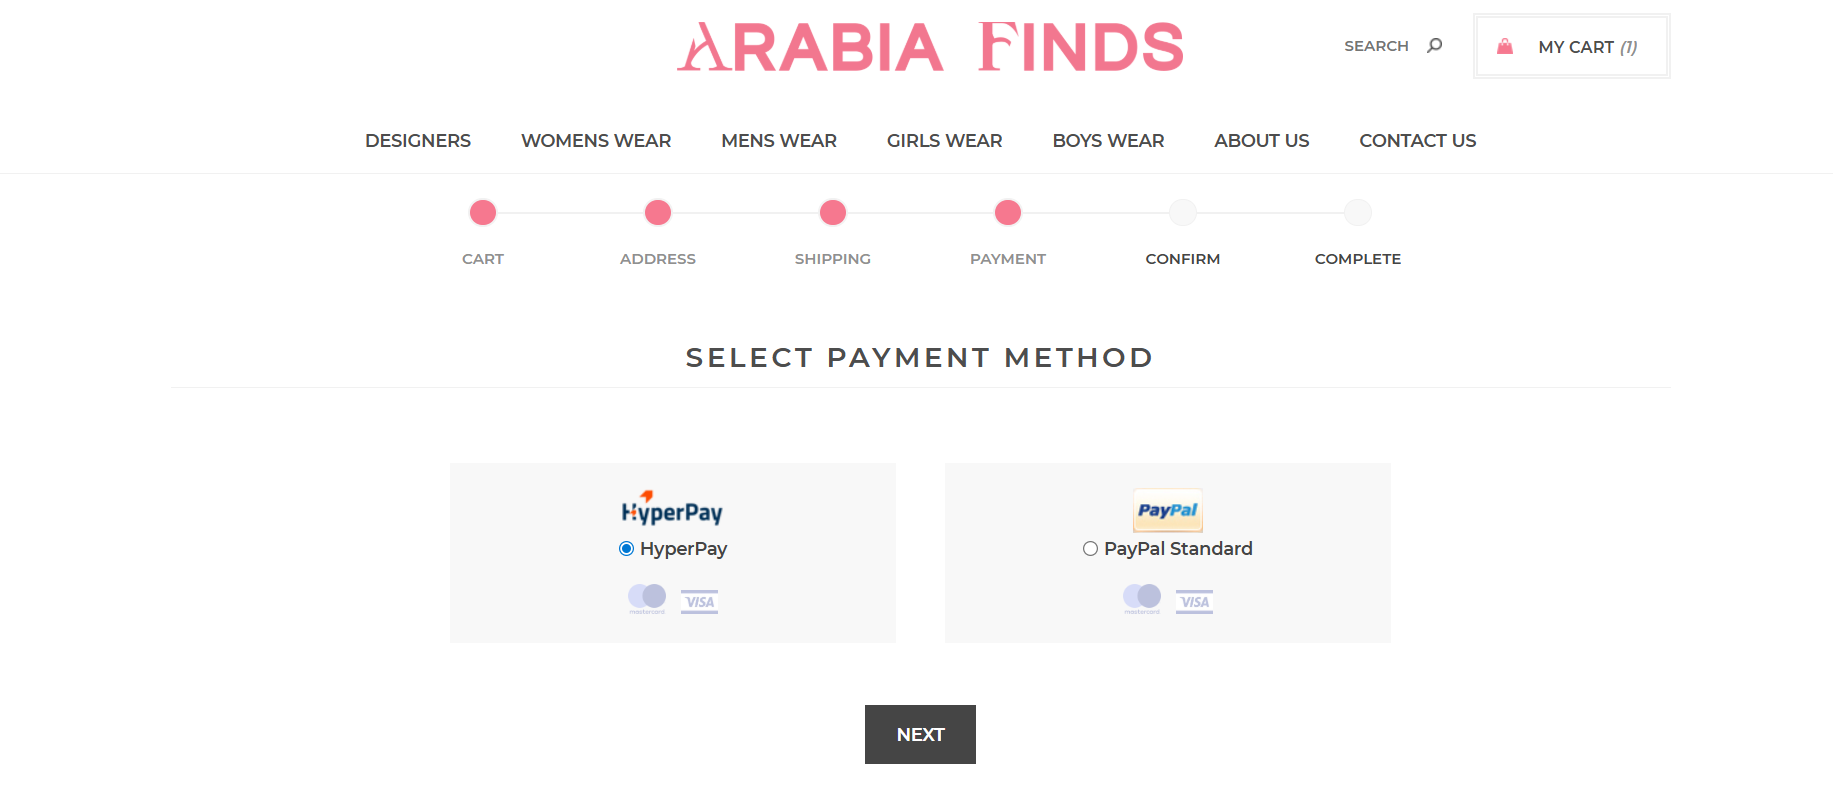 ARABIA FINDS
SEARCH
MY CART (1)
DESIGNERS WOMENS WEAR MENS WEAR GIRLS WEAR BOYS WEAR ABOUT US CONTACT US
CART ADDRESS SHIPPING PAYMENT CONFIRM COMPLETE
SELECT PAYMENT METHOD
HyperPay
HyperPay
mastercard VISA
PayPal
PayPal Standard
mastercard VISA
NEXT